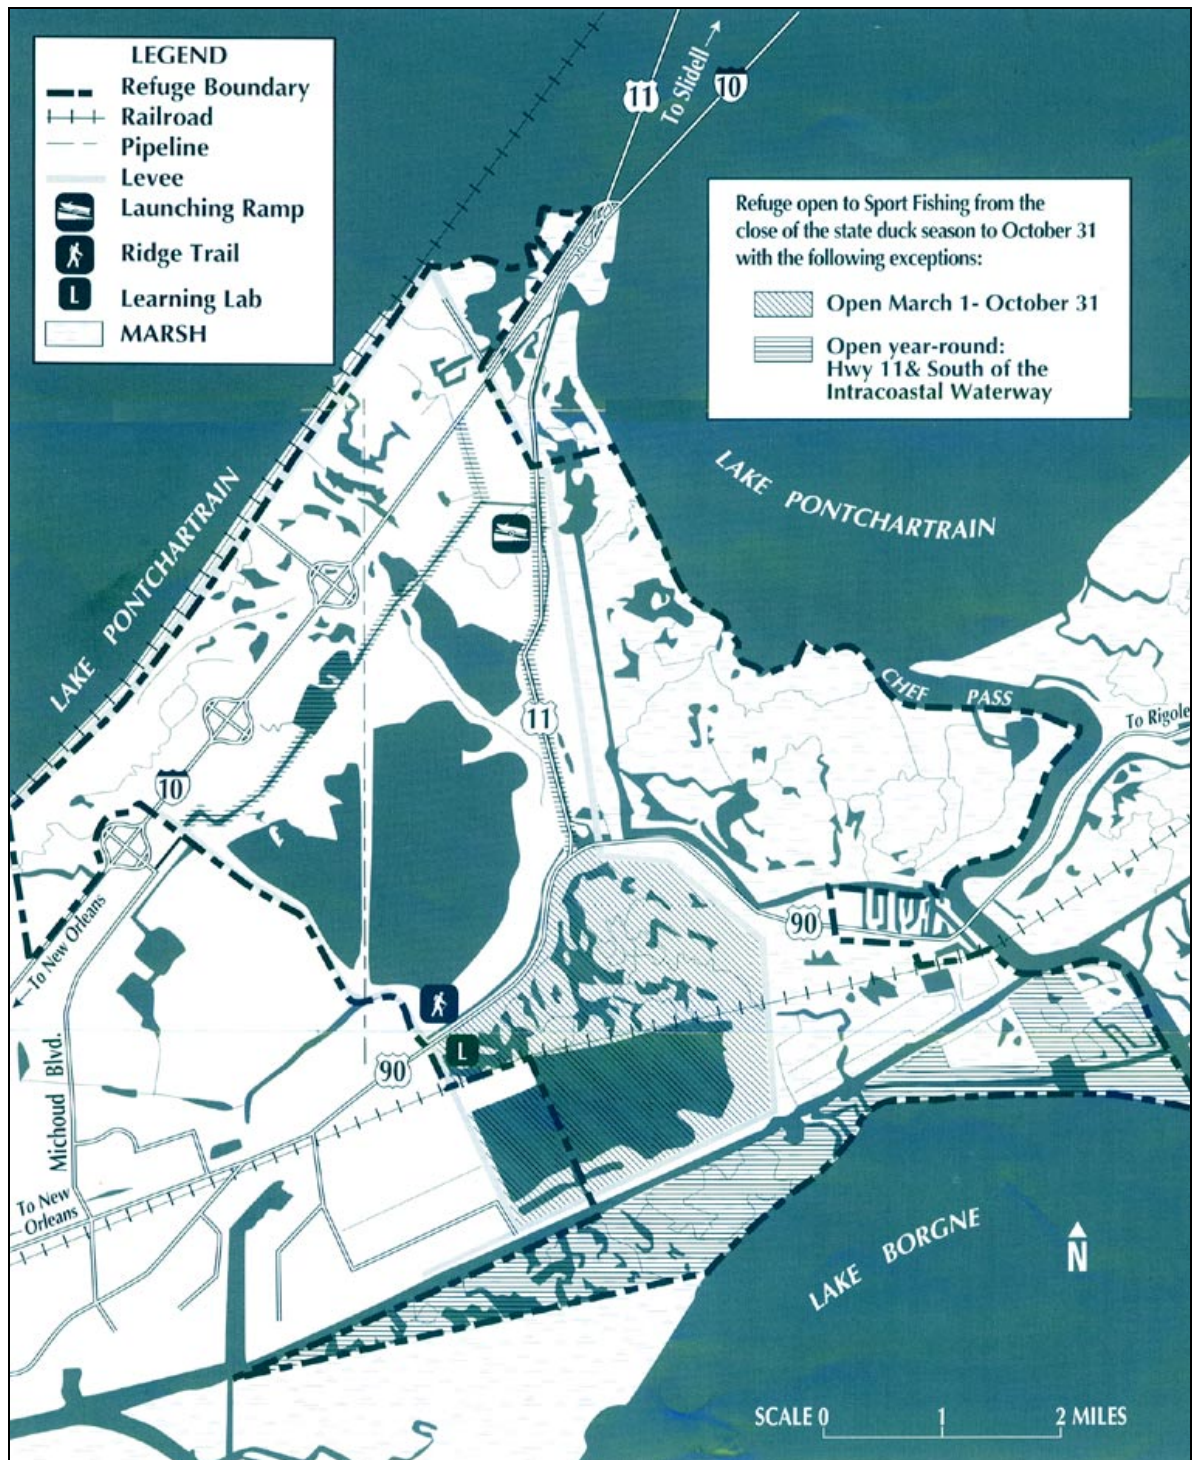 LEGEND
Refuge Boundary
Railroad
Pipeline
Levee
Launching Ramp
Ridge Trail
L
Learning Lab
MARSH
11
To Slidell
10
Refuge open to Sport Fishing from the
close of the state duck season to October 31
with the following exceptions:
Open March 1- October 31
Open year-round:
Hwy 11& South of the
Intracoastal Waterway
LAKE PONTCHARTRAIN
LAKE PONTCHARTRAIN
CHEF PASS
11
To Rigole
10
90
To New Orleans
L
90
Michoud Blvd.
To New
Orleans
LAKE BORGNE
N
SCALE 0 1 2 MILES